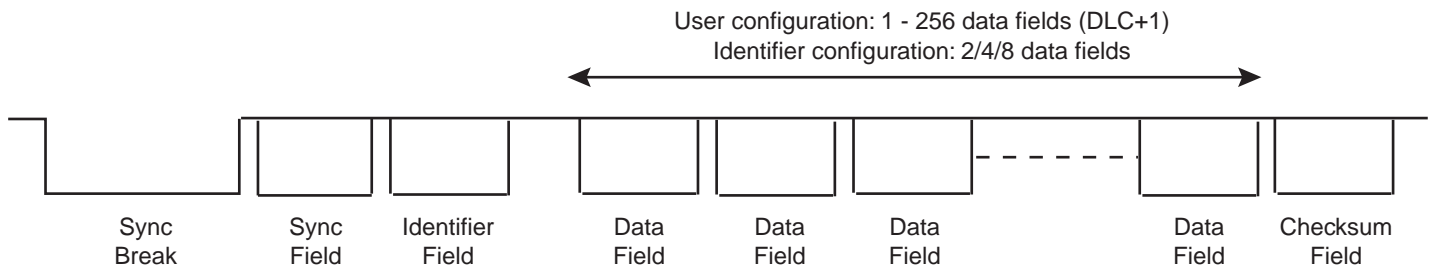 User configuration: 1 - 256 data fields (DLC+1)
Identifier configuration: 2/4/8 data fields
Sync
Break
Sync
Field
Identifier
Field
Data
Field
Data
Field
Data
Field
Data
Field
Checksum
Field